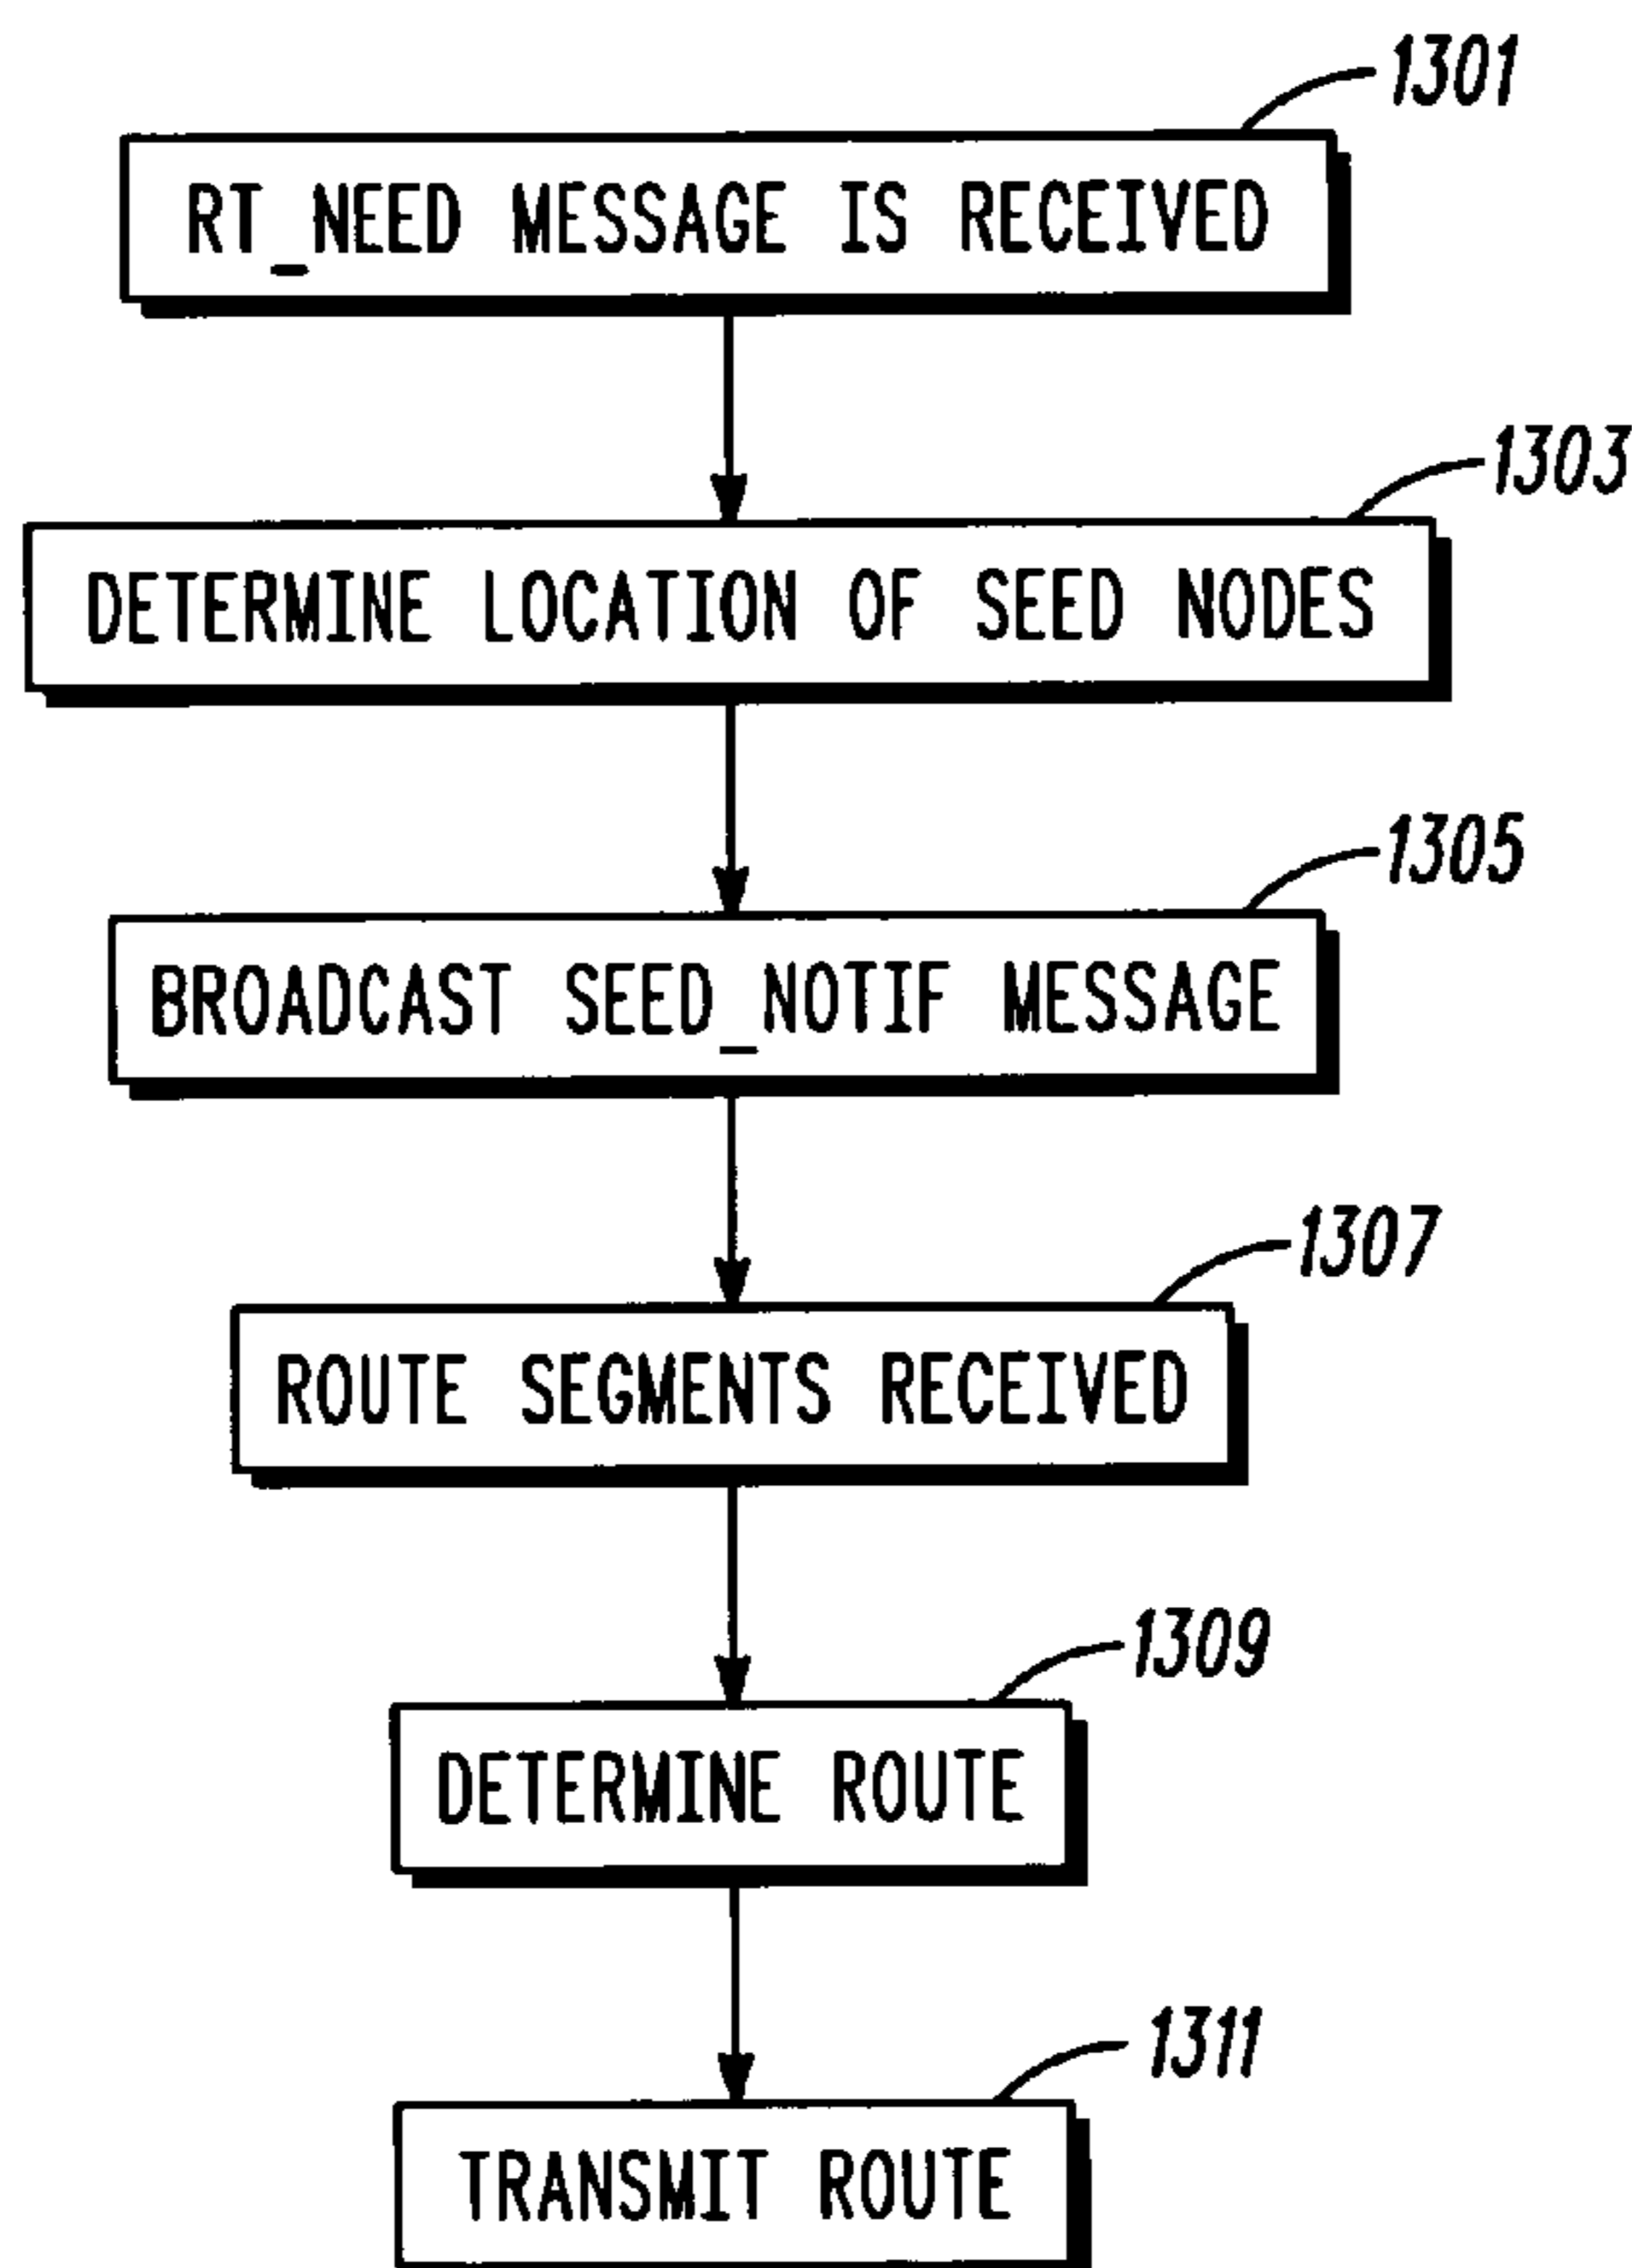 1301
RT_NEED MESSAGE IS RECEIVED
1303
DETERMINE LOCATION OF SEED NODES
1305
BROADCAST SEED_NOTIF MESSAGE
1307
ROUTE SEGMENTS RECEIVED
1309
DETERMINE ROUTE
1311
TRANSMIT ROUTE